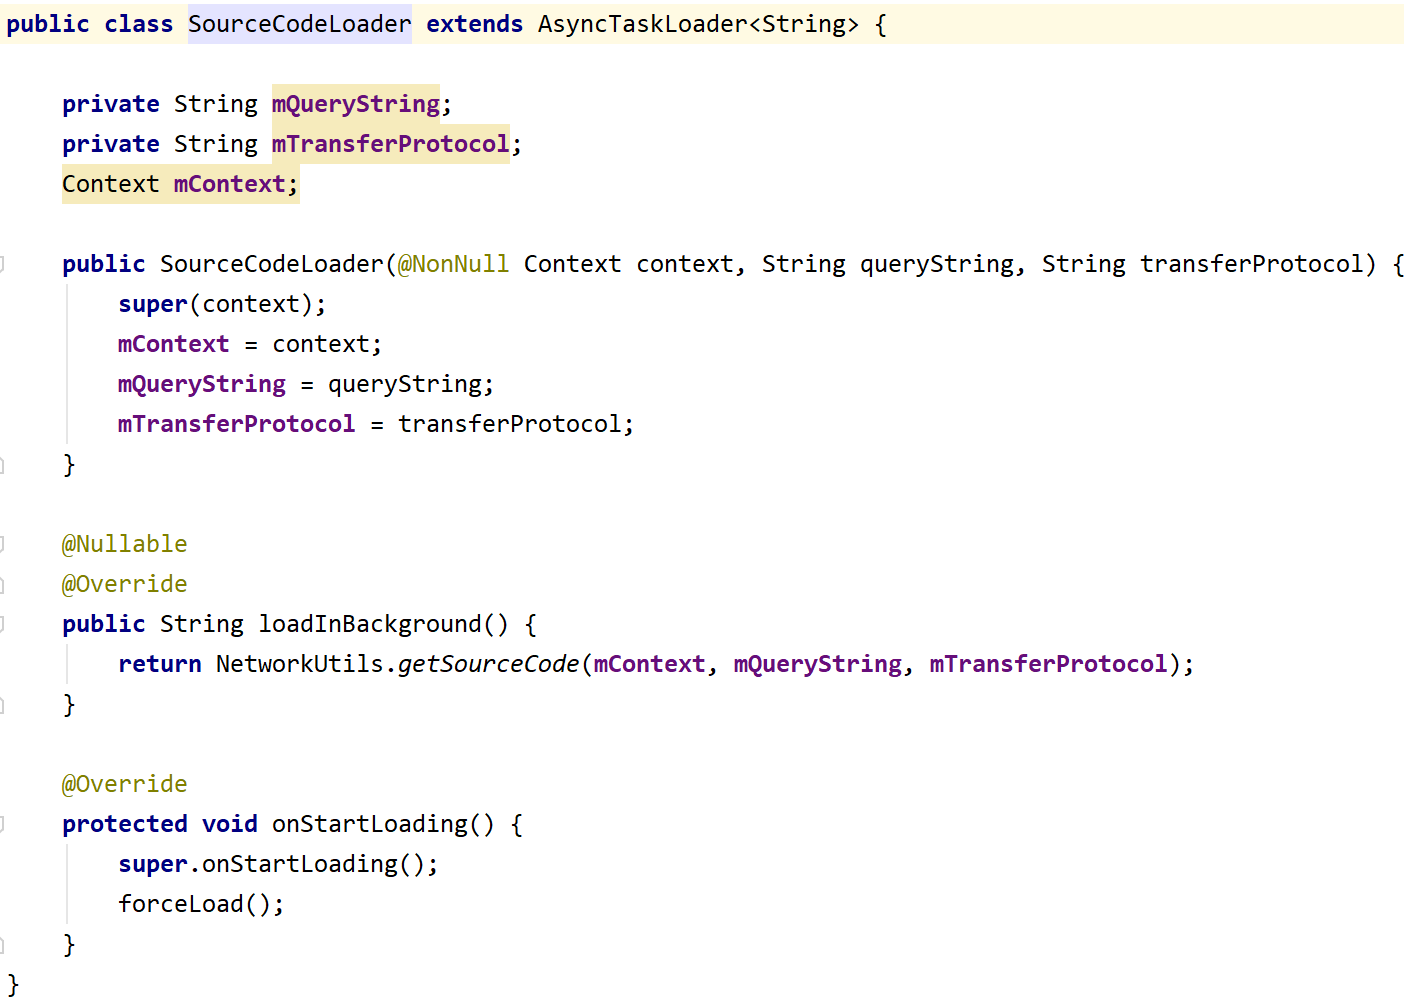 public class SourceCodeLoader extends AsyncTaskLoader<String> {
private String mQueryString;
private String mTransferProtocol;
Context mContext;
public SourceCodeLoader(@NonNull Context context, String queryString, String transferProtocol) {
super(context);
mContext = context;
mQueryString = queryString;
mTransferProtocol = transferProtocol;
}
@Nullable
@Override
public String loadInBackground() {
return NetworkUtils.getSourceCode(mContext, mQueryString, mTransferProtocol);
}
@Override
protected void onStartLoading() {
super.onStartLoading();
forceLoad();
}
}